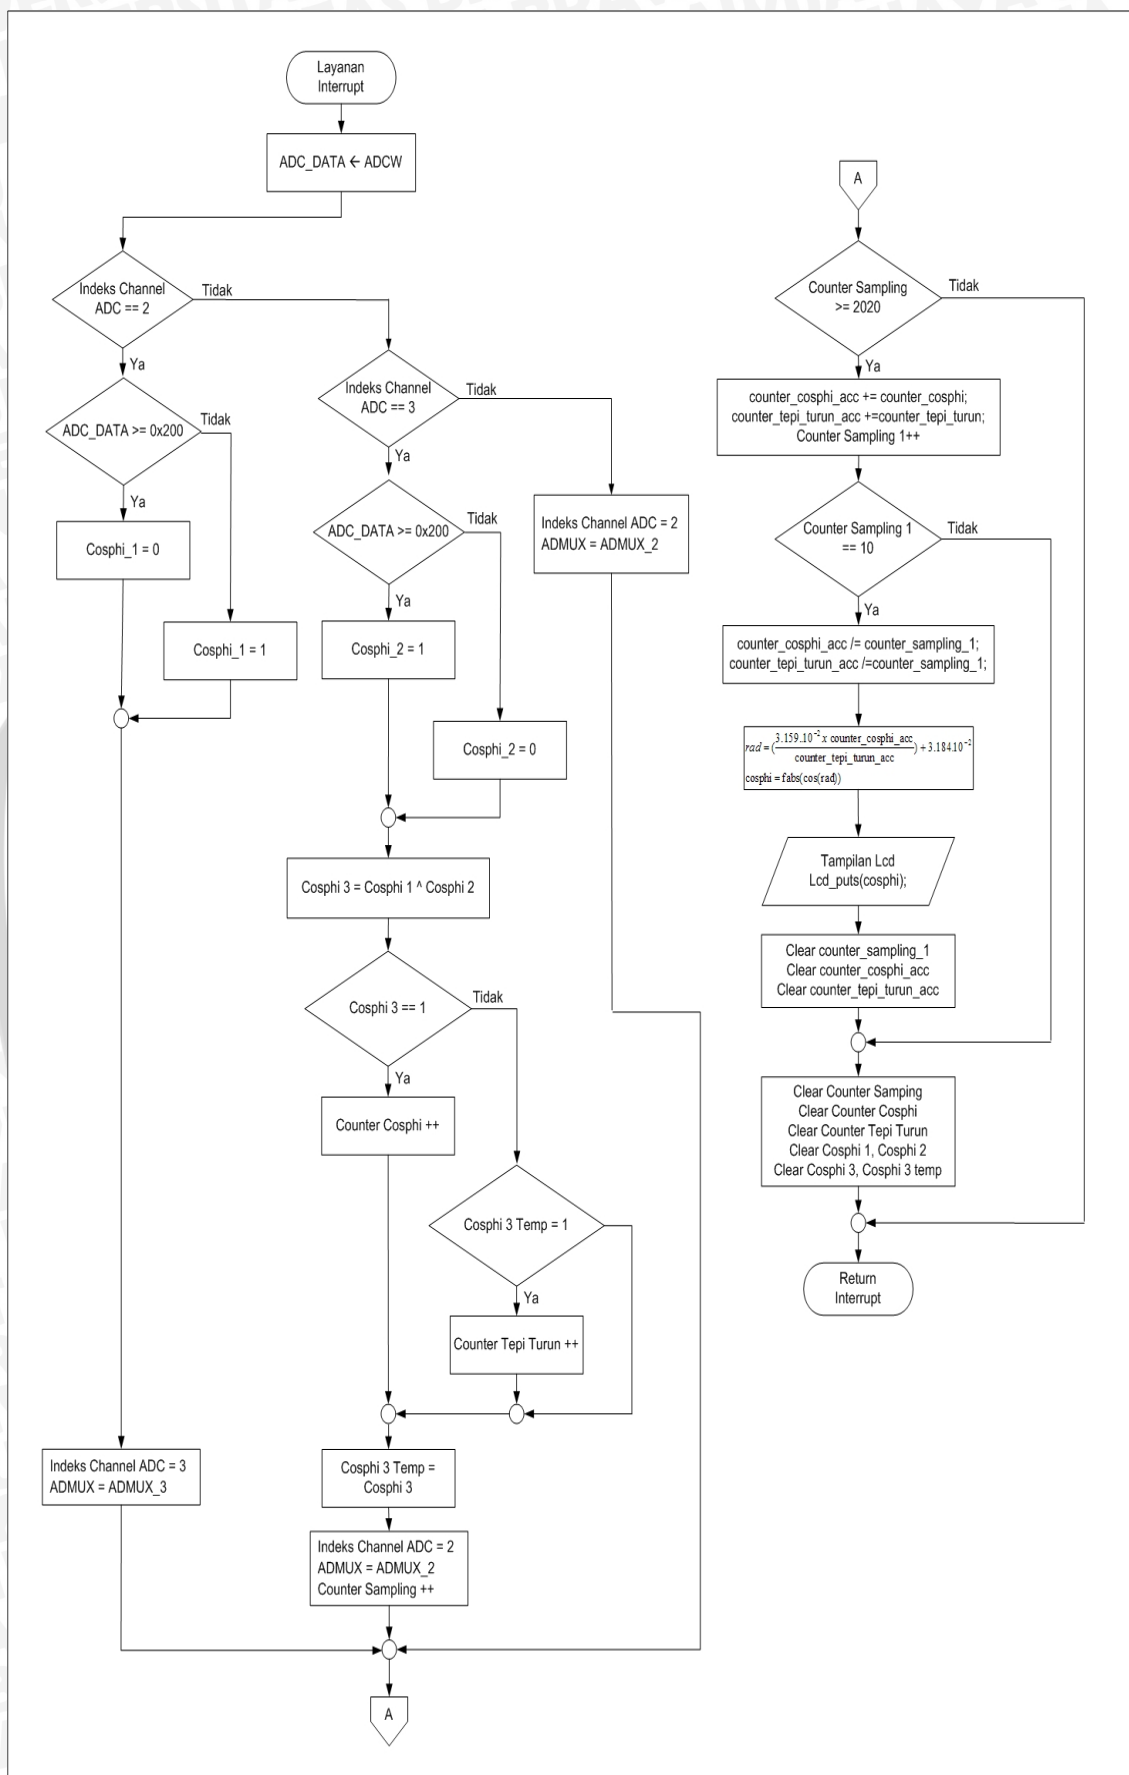 Layanan
Interrupt
ADC_DATA ← ADCW
Indeks Channel
ADC == 2
Tidak
Ya
ADC_DATA >= 0x200
Tidak
Ya
Cosphi_1 = 0
Cosphi_1 = 1
Indeks Channel ADC = 3
ADMUX = ADMUX_3
Indeks Channel
ADC == 3
Tidak
Ya
ADC_DATA >= 0x200
Tidak
Ya
Cosphi_2 = 1
Cosphi_2 = 0
Indeks Channel ADC = 2
ADMUX = ADMUX_2
Cosphi 3 = Cosphi 1 ^ Cosphi 2
Cosphi 3 == 1
Tidak
Ya
Counter Cosphi ++
Cosphi 3 Temp = 1
Ya
Counter Tepi Turun ++
Cosphi 3 Temp =
Cosphi 3
Indeks Channel ADC = 2
ADMUX = ADMUX_2
Counter Sampling ++
A
A
Counter Sampling
>= 2020
Tidak
Ya
counter_cosphi_acc += counter_cosphi;
counter_tepi_turun_acc +=counter_tepi_turun;
Counter Sampling 1++
Counter Sampling 1
== 10
Tidak
Ya
counter_cosphi_acc /= counter_sampling_1;
counter_tepi_turun_acc /=counter_sampling_1;
rad = (3.159.10⁻² x counter_cosphi_acc / counter_tepi_turun_acc) + 3.184.10⁻²
cosphi = fabs(cos(rad))
Tampilan Lcd
Lcd_puts(cosphi);
Clear counter_sampling_1
Clear counter_cosphi_acc
Clear counter_tepi_turun_acc
Clear Counter Samping
Clear Counter Cosphi
Clear Counter Tepi Turun
Clear Cosphi 1, Cosphi 2
Clear Cosphi 3, Cosphi 3 temp
Return
Interrupt